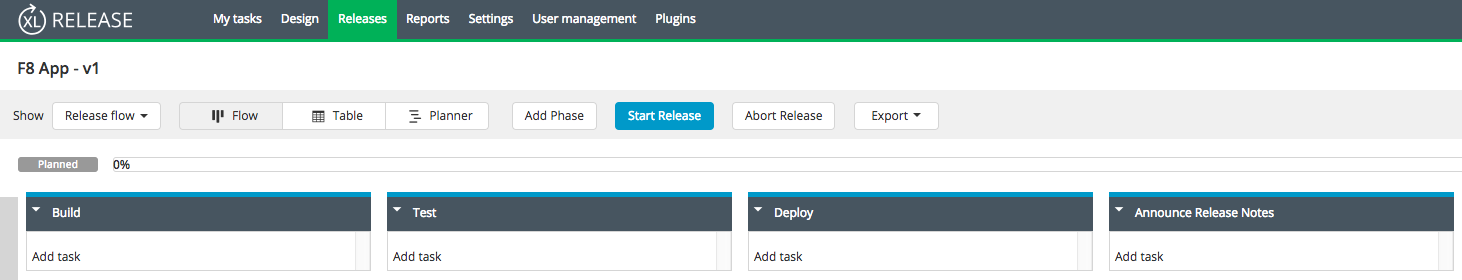 XL RELEASE My tasks Design Releases Reports Settings User management Plugins
F8 App - v1
Show Release flow Flow Table Planner Add Phase Start Release Abort Release Export
Planned 0%
Build Test Deploy Announce Release Notes
Add task Add task Add task Add task